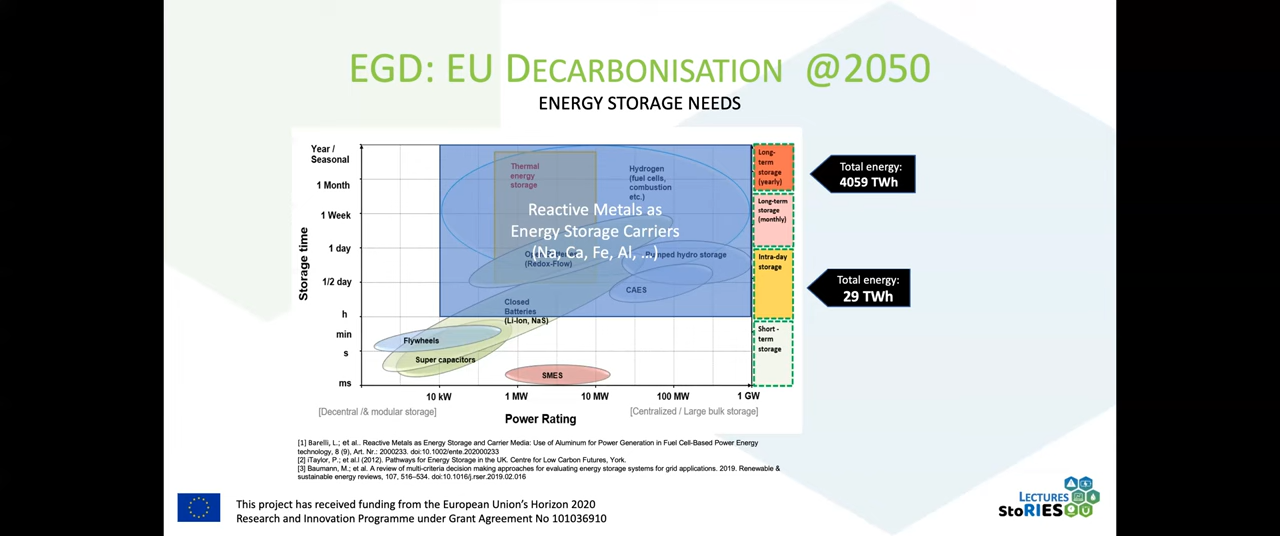 EGD: EU DECARBONISATION @2050
ENERGY STORAGE NEEDS
Year /
Seasonal
1 Month
1 Week
1 day
1/2 day
h
min
s
ms
Storage time
Thermal
energy
storage
Hydrogen
(fuel cells,
combustion
etc.)
Reactive Metals as
Energy Storage Carriers
(Na, Ca, Fe, Al, ...)
(Redox-Flow)
Pumped hydro storage
CAES
Closed
Batteries
(Li-Ion, NaS)
Flywheels
Super capacitors
SMES
Long-
term
storage
(yearly)
Long-term
storage
(monthly)
Intra-day
storage
Short -
term
storage
Total energy:
4059 TWh
Total energy:
29 TWh
10 kW
1 MW
10 MW
100 MW
1 GW
[Decentral /& modular storage]
Power Rating
[Centralized / Large bulk storage]
[1] Barelli, L.; et al.. Reactive Metals as Energy Storage and Carrier Media: Use of Aluminum for Power Generation in Fuel Cell-Based Power Energy
technology, 8 (9), Art. Nr.: 2000233. doi:10.1002/ente.202000233
[2] iTaylor, P.; et al.l (2012). Pathways for Energy Storage in the UK. Centre for Low Carbon Futures, York.
[3] Baumann, M.; et al. A review of multi-criteria decision making approaches for evaluating energy storage systems for grid applications. 2019. Renewable &
sustainable energy reviews, 107, 516–534. doi:10.1016/j.rser.2019.02.016
This project has received funding from the European Union's Horizon 2020
Research and Innovation Programme under Grant Agreement No 101036910
LECTURES
StoRIES